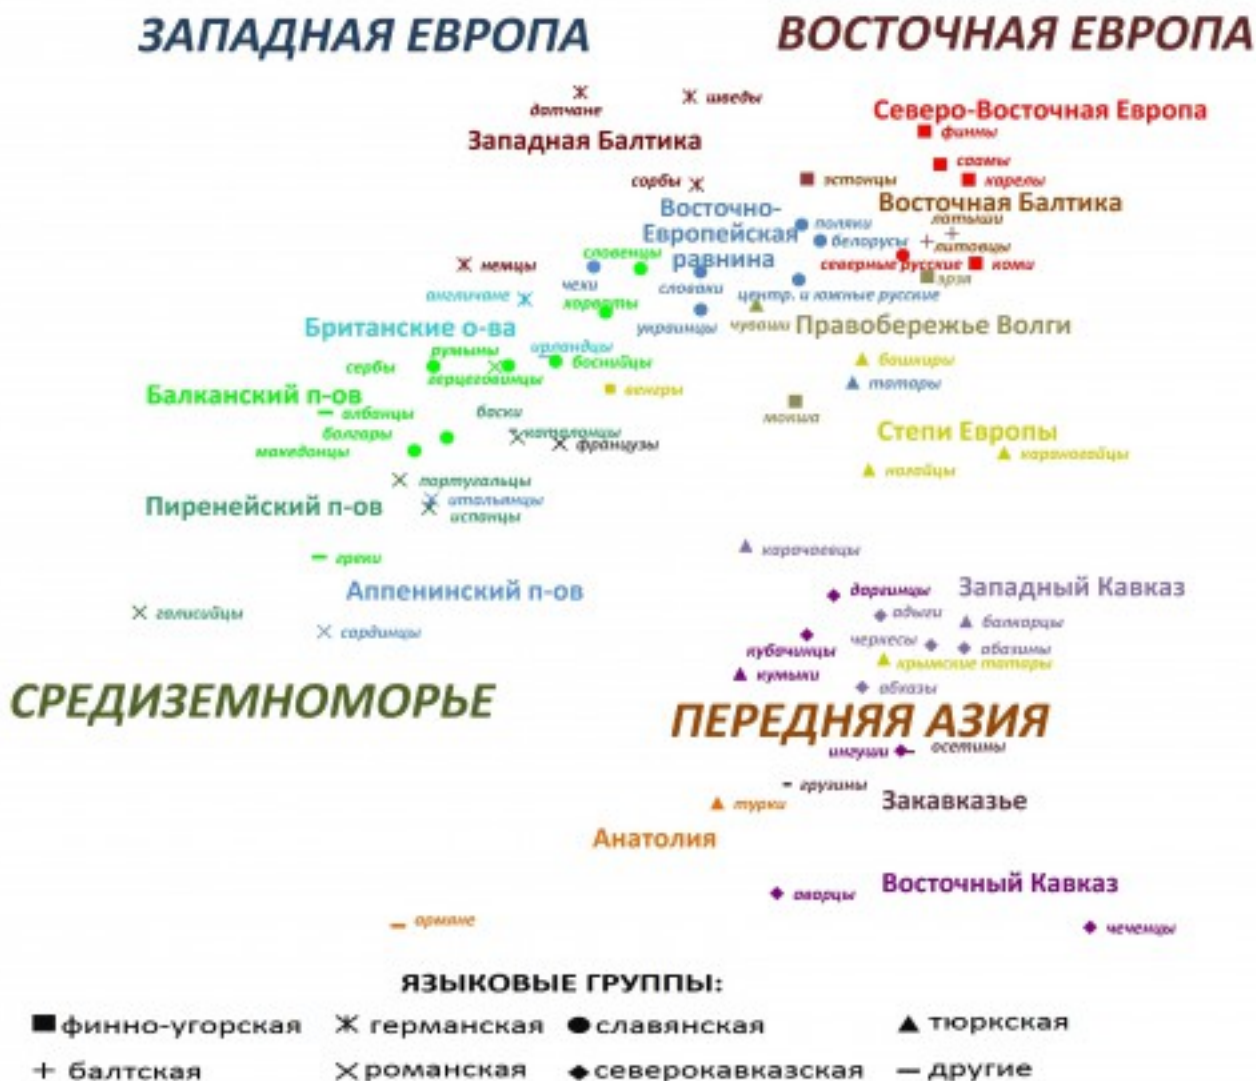 ЗАПАДНАЯ ЕВРОПА ВОСТОЧНАЯ ЕВРОПА
датчане
шведы
Северо-Восточная Европа
финны
Западная Балтика
саамы
сорбы
эстонцы
карелы
Восточно-
Европейская
равнина
Восточная Балтика
латыши
поляки
белорусы
литовцы
словенцы
северные русские
коми
немцы
эрзя
чехи
словаки
центр. и южные русские
англичане
хорваты
Британские о-ва
украинцы
чуваши
Правобережье Волги
румыны
ирландцы
сербы
боснийцы
башкиры
герцеговинцы
татары
Балканский п-ов
венгры
албанцы
баски
мокша
болгары
каталонцы
французы
Степи Европы
македонцы
караногайцы
ногайцы
португальцы
Пиренейский п-ов
итальянцы
испанцы
греки
карачаевцы
Аппенинский п-ов
даргинцы
Западный Кавказ
галисийцы
адыги
балкарцы
сардинцы
черкесы
абазины
кубачинцы
крымские татары
кумыки
абхазы
СРЕДИЗЕМНОМОРЬЕ
ПЕРЕДНЯЯ АЗИЯ
ингуши
осетины
грузины
турки
Закавказье
Анатолия
Восточный Кавказ
аварцы
армяне
чеченцы
ЯЗЫКОВЫЕ ГРУППЫ:
финно-угорская германская славянская тюркская
балтская романская северокавказская другие